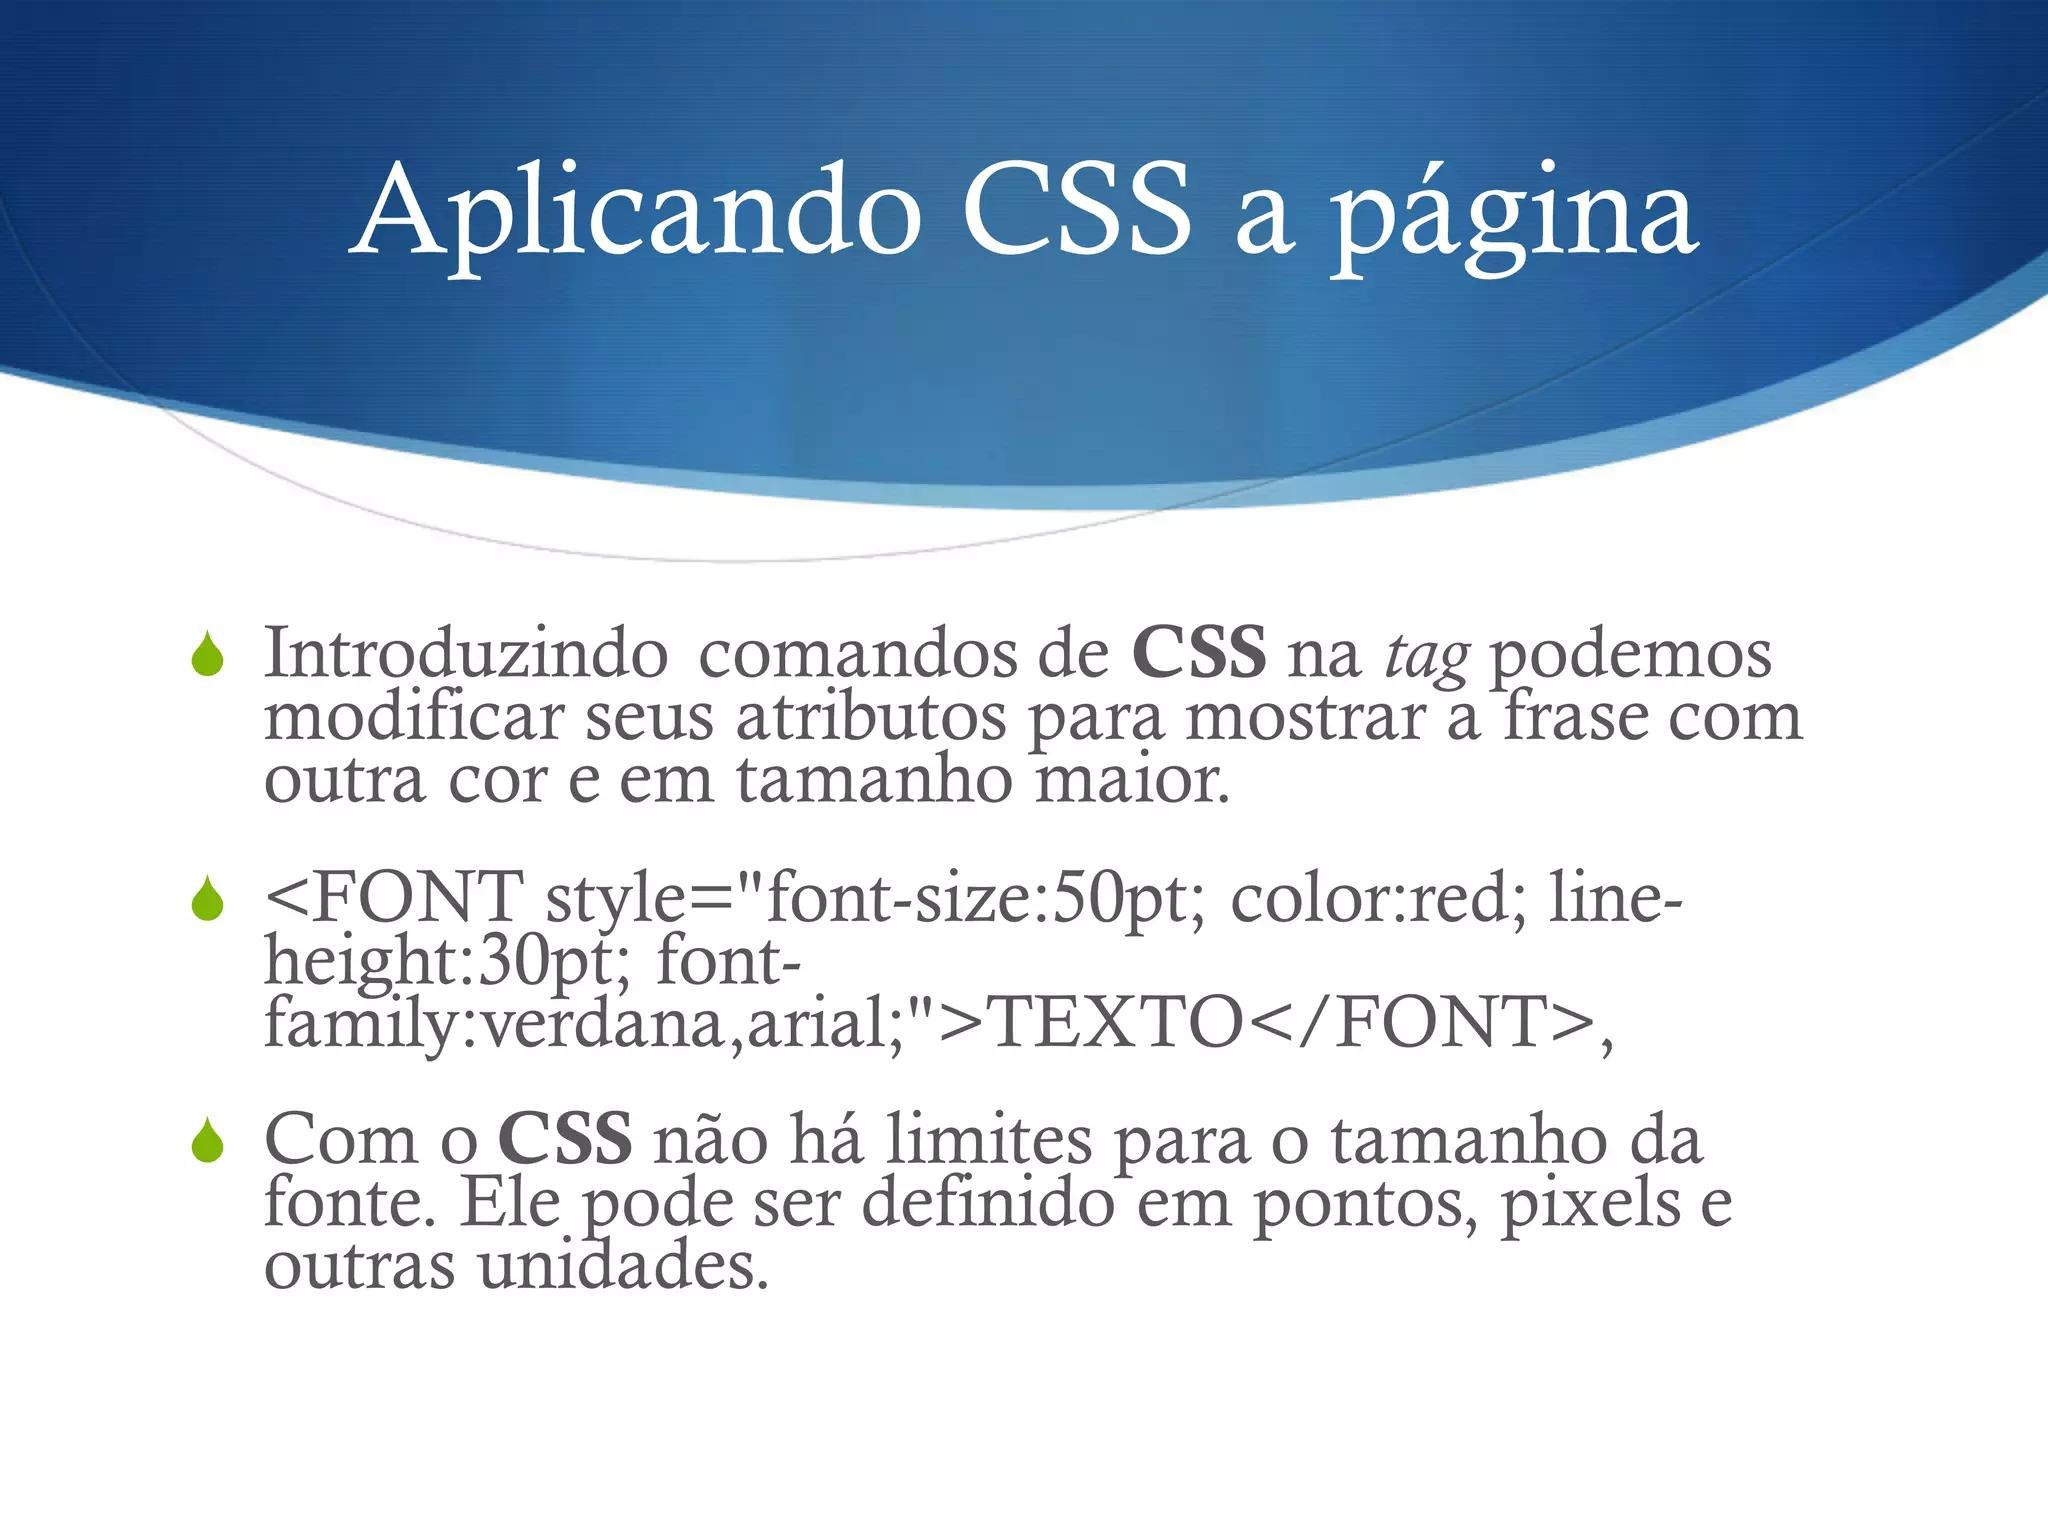 Aplicando CSS a página
Introduzindo comandos de CSS na tag podemos
modificar seus atributos para mostrar a frase com
outra cor e em tamanho maior.
<FONT style="font-size:50pt; color:red; line-
height:30pt; font-
family:verdana,arial;">TEXTO</FONT>,
Com o CSS não há limites para o tamanho da
fonte. Ele pode ser definido em pontos, pixels e
outras unidades.